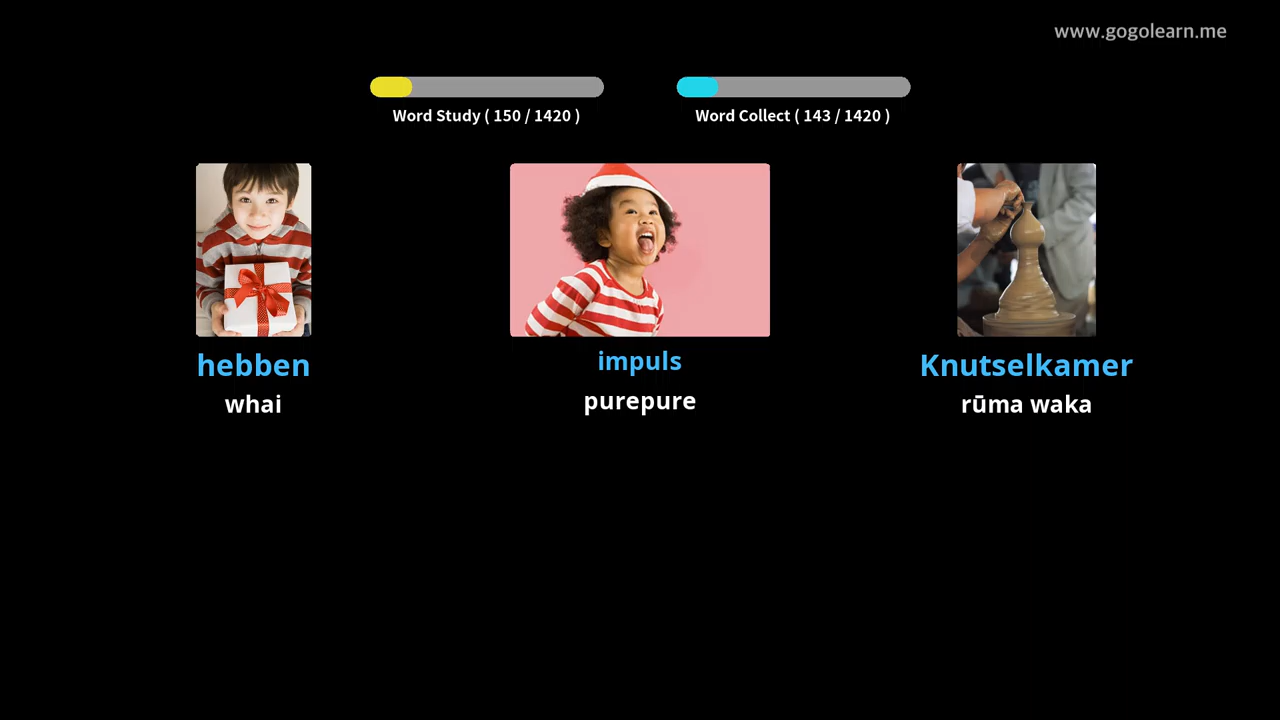 www.gogolearn.me
Word Study ( 150 / 1420 )
Word Collect ( 143 / 1420 )
hebben
whai
impuls
purepure
Knutselkamer
rūma waka